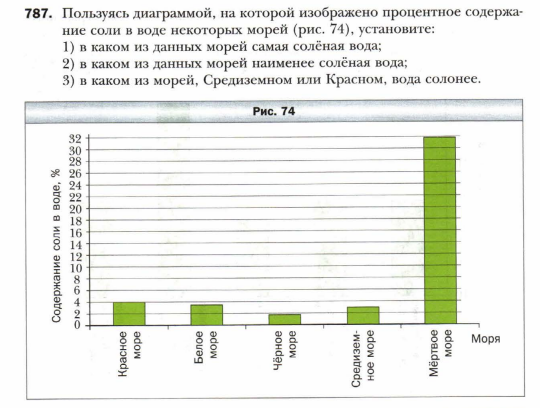 787. Пользуясь диаграммой, на которой изображено процентное содержа-
ние соли в воде некоторых морей (рис. 74), установите:
1) в каком из данных морей самая солёная вода;
2) в каком из данных морей наименее солёная вода;
3) в каком из морей, Средиземном или Красном, вода солонее.
Рис. 74
Содержание соли в воде, %
32
30
28
26
24
22
20
18
16
14
12
10
8
6
4
2
0
Красное
море
Белое
море
Чёрное
море
Средизем-
ное море
Мёртвое
море
Моря